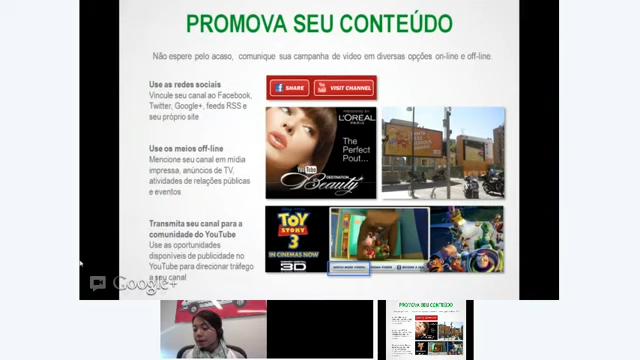 PROMOVA SEU CONTEÚDO
Não espere pelo acaso, comunique sua campanha de video em diversas opções on-line e off-line.
Use as redes sociais
Vincule seu canal ao Facebook,
Twitter, Google+, feeds RSS e
seu próprio site
SHARE
VISIT CHANNEL
Use os meios off-line
Mencione seu canal em mídia
impressa, anúncios de TV,
atividades de relações públicas
e eventos
L'ORÉAL
PARIS
The
Perfect
Pout...
YouTube
DESTINATION
Beauty
Transmita seu canal para a
comunidade do YouTube
Use as oportunidades
disponíveis de publicidade no
YouTube para direcionar tráfego
a seu canal
TOY
STORY
3
IN CINEMAS NOW
3D
Google+
PROMOVA SEU CONTEÚDO